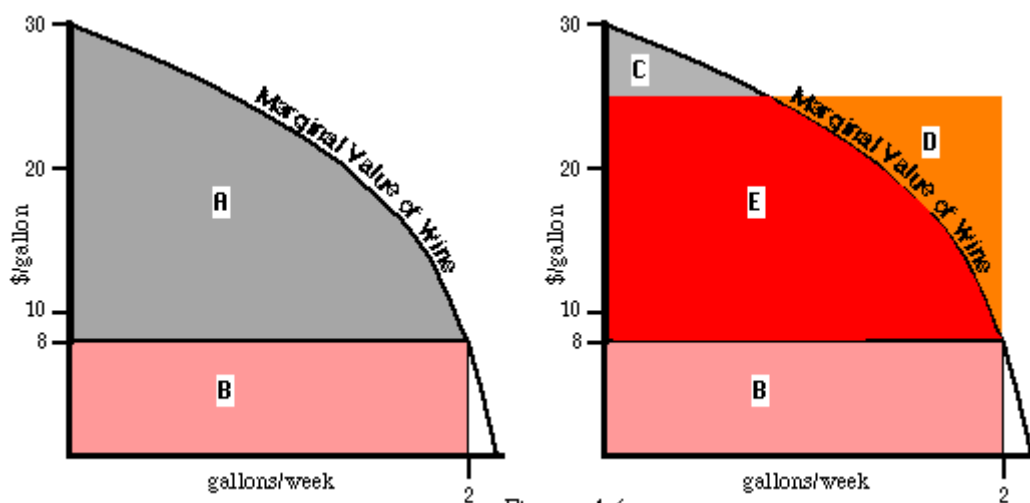 30
20
10
8
$/gallon
A
B
Marginal Value of Wine
gallons/week
2
30
20
10
8
$/gallon
C
D
E
B
Marginal Value of Wine
gallons/week
2